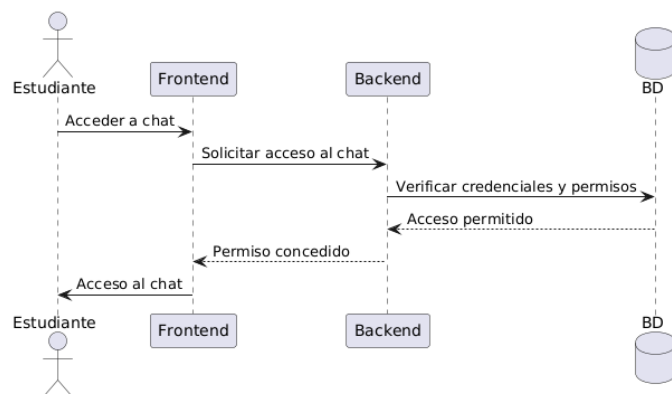 Estudiante
Frontend
Backend
BD
Acceder a chat
Solicitar acceso al chat
Verificar credenciales y permisos
Acceso permitido
Permiso concedido
Acceso al chat
Estudiante
Frontend
Backend
BD